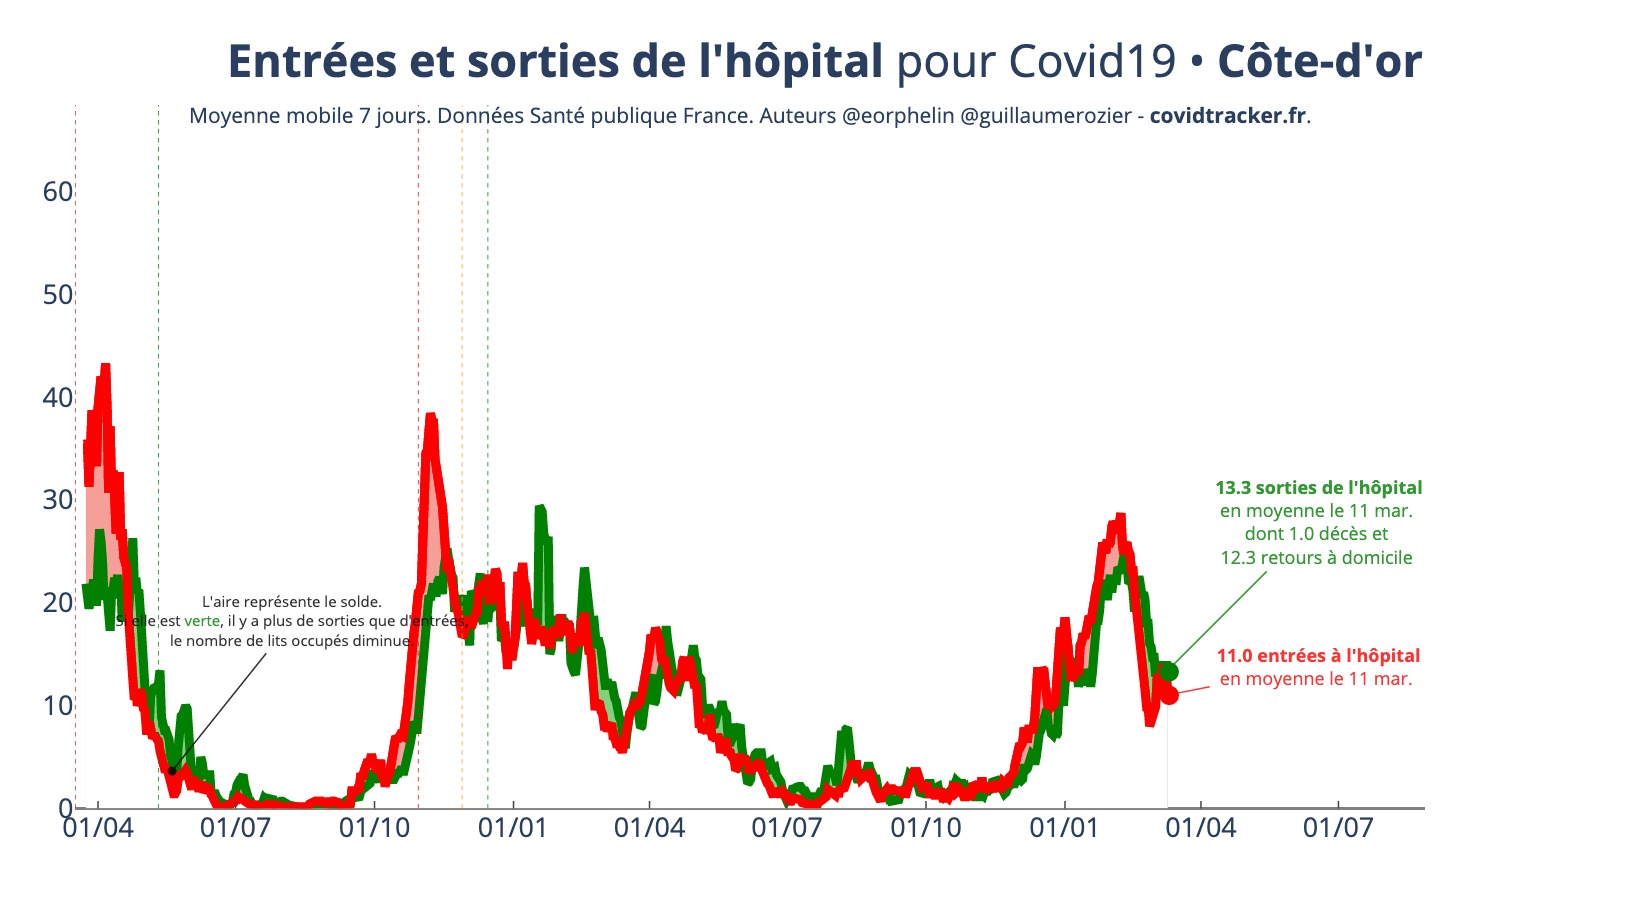 Entrées et sorties de l'hôpital pour Covid19 • Côte-d'or
Moyenne mobile 7 jours. Données Santé publique France. Auteurs @eorphelin @guillaumerozier - covidtracker.fr.
60
50
40
30
20
10
0
13.3 sorties de l'hôpital
en moyenne le 11 mar.
dont 1.0 décès et
12.3 retours à domicile
L'aire représente le solde.
Si elle est verte, il y a plus de sorties que d'entrées,
le nombre de lits occupés diminue.
11.0 entrées à l'hôpital
en moyenne le 11 mar.
01/04 01/07 01/10 01/01 01/04 01/07 01/10 01/01 01/04 01/07